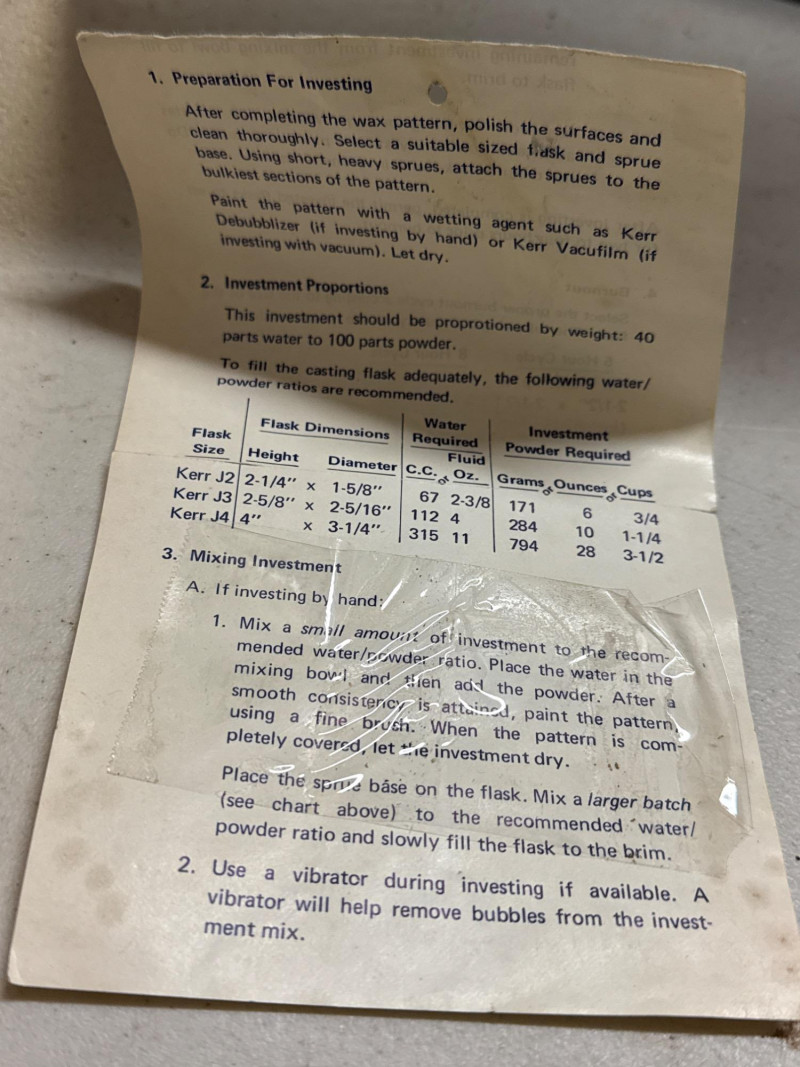 1. Preparation For Investing
After completing the wax pattern, polish the surfaces and
clean thoroughly. Select a suitable sized flask and sprue
base. Using short, heavy sprues, attach the sprues to the
bulkiest sections of the pattern.
Paint the pattern with a wetting agent such as Kerr
Debubblizer (if investing by hand) or Kerr Vacufilm (if
investing with vacuum). Let dry.
2. Investment Proportions
This investment should be proprotioned by weight: 40
parts water to 100 parts powder.
To fill the casting flask adequately, the following water/
powder ratios are recommended.
Flask Size | Flask Dimensions | Water Required | Investment Powder Required
Height Diameter | C.C. or Fluid Oz. | Grams or Ounces or Cups
Kerr J2 | 2-1/4" x 1-5/8" | 67 2-3/8 | 171 6 3/4
Kerr J3 | 2-5/8" x 2-5/16" | 112 4 | 284 10 1-1/4
Kerr J4 | 4" x 3-1/4" | 315 11 | 794 28 3-1/2
3. Mixing Investment
A. If investing by hand:
1. Mix a small amount of investment to the recom-
mended water/powder ratio. Place the water in the
mixing bowl and then add the powder. After a
smooth consistency is attained, paint the pattern,
using a fine brush. When the pattern is com-
pletely covered, let the investment dry.
Place the sprue base on the flask. Mix a larger batch
(see chart above) to the recommended water/
powder ratio and slowly fill the flask to the brim.
2. Use a vibrator during investing if available. A
vibrator will help remove bubbles from the invest-
ment mix.